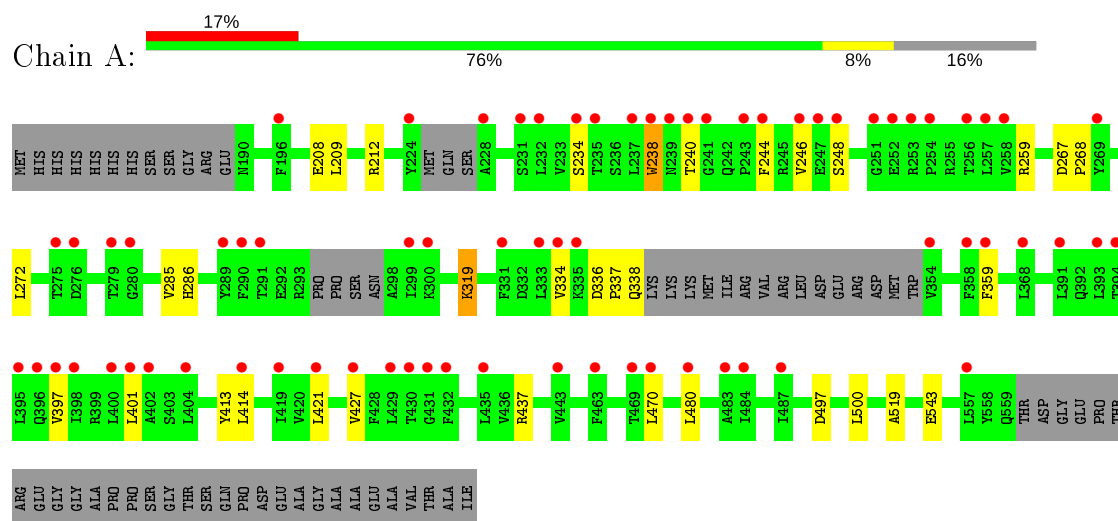 17%
Chain A:
76% 8% 16%
MET HIS HIS HIS HIS HIS HIS SER SER GLY ARG GLU N190 F196 E208 L209 R212 Y224 MET GLN SER A228 S231 L232 V233 S234 T235 S236 L237 W238 N239 T240 G241 Q242 P243 F244 R245 V246 E247 S248 G251 E252 R253 P254 R255 T256 L257 V258 R259 D267 P268 Y269
L272 T275 D276 T279 G280 V285 H286 Y289 F290 T291 E292 R293 PRO PRO SER ASN A298 I299 K300 K319 F331 D332 L333 V334 K335 D336 P337 Q338 LYS LYS LYS MET ILE ARG VAL ARG LEU ASP GLU ARG ASP MET TRP V354 F358 F359 L368 L391 Q392 L393 T394
L395 Q396 V397 I398 R399 L400 L401 A402 S403 L404 Y413 L414 I419 V420 L421 V427 F428 L429 T430 G431 F432 L435 V436 R437 V443 F463 T469 L470 L480 A483 I484 I487 D497 L500 A519 E543 L557 Y558 Q559 THR ASP GLY GLU PRO THR
ARG GLU GLY GLY ALA PRO PRO SER GLY THR SER GLN PRO ASP GLU ALA GLY ALA ALA GLU ALA VAL THR ALA ILE